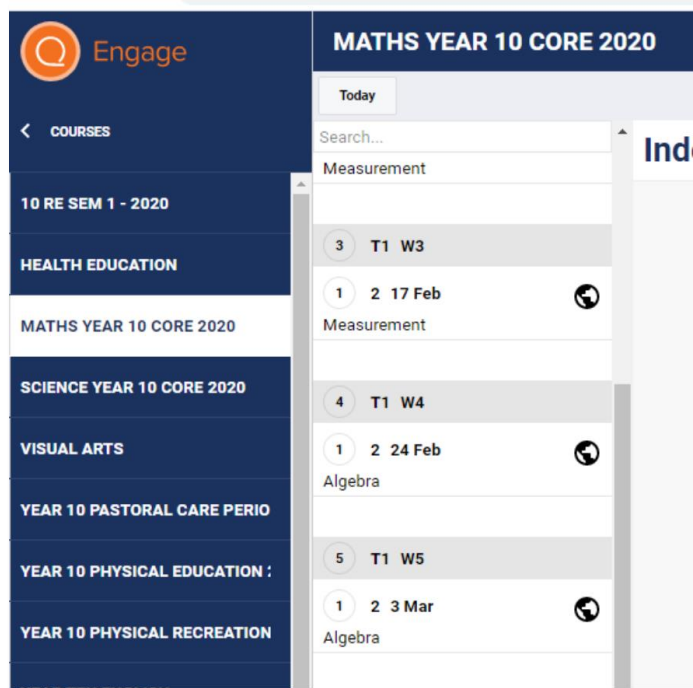 Engage
COURSES
10 RE SEM 1 - 2020
HEALTH EDUCATION
MATHS YEAR 10 CORE 2020
SCIENCE YEAR 10 CORE 2020
VISUAL ARTS
YEAR 10 PASTORAL CARE PERIO
YEAR 10 PHYSICAL EDUCATION
YEAR 10 PHYSICAL RECREATION
MATHS YEAR 10 CORE 2020
Today
Search...
Measurement
3 T1 W3
1 2 17 Feb
Measurement
4 T1 W4
1 2 24 Feb
Algebra
5 T1 W5
1 2 3 Mar
Algebra